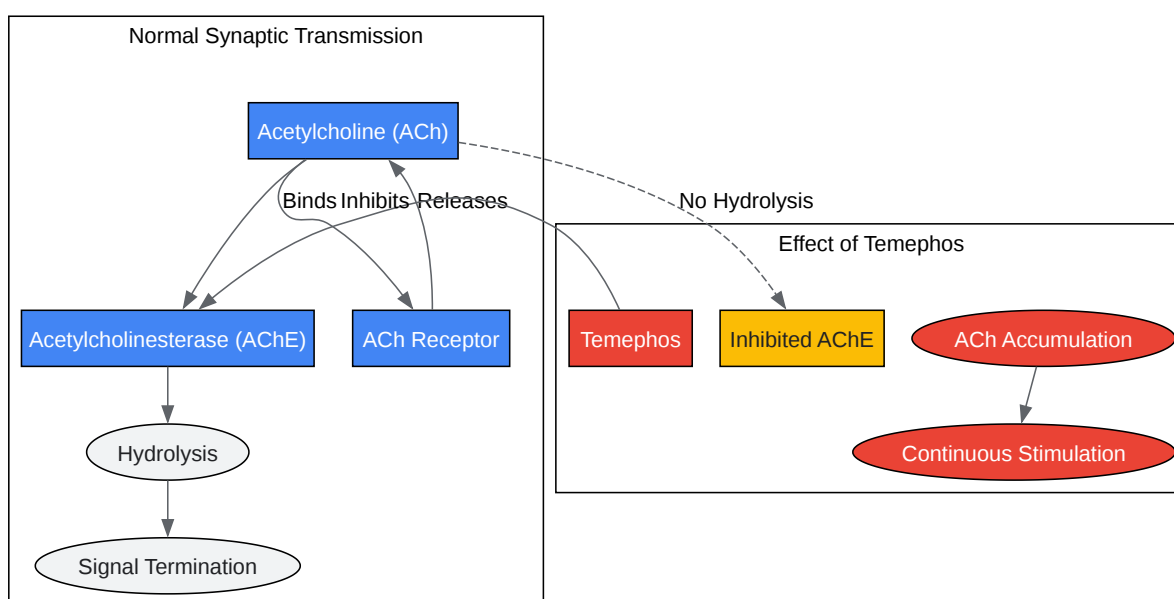 Normal Synaptic Transmission
Acetylcholine (ACh)
Binds
Inhibits
Releases
No Hydrolysis
Effect of Temephos
Acetylcholinesterase (AChE)
ACh Receptor
Temephos
Inhibited AChE
ACh Accumulation
Hydrolysis
Continuous Stimulation
Signal Termination